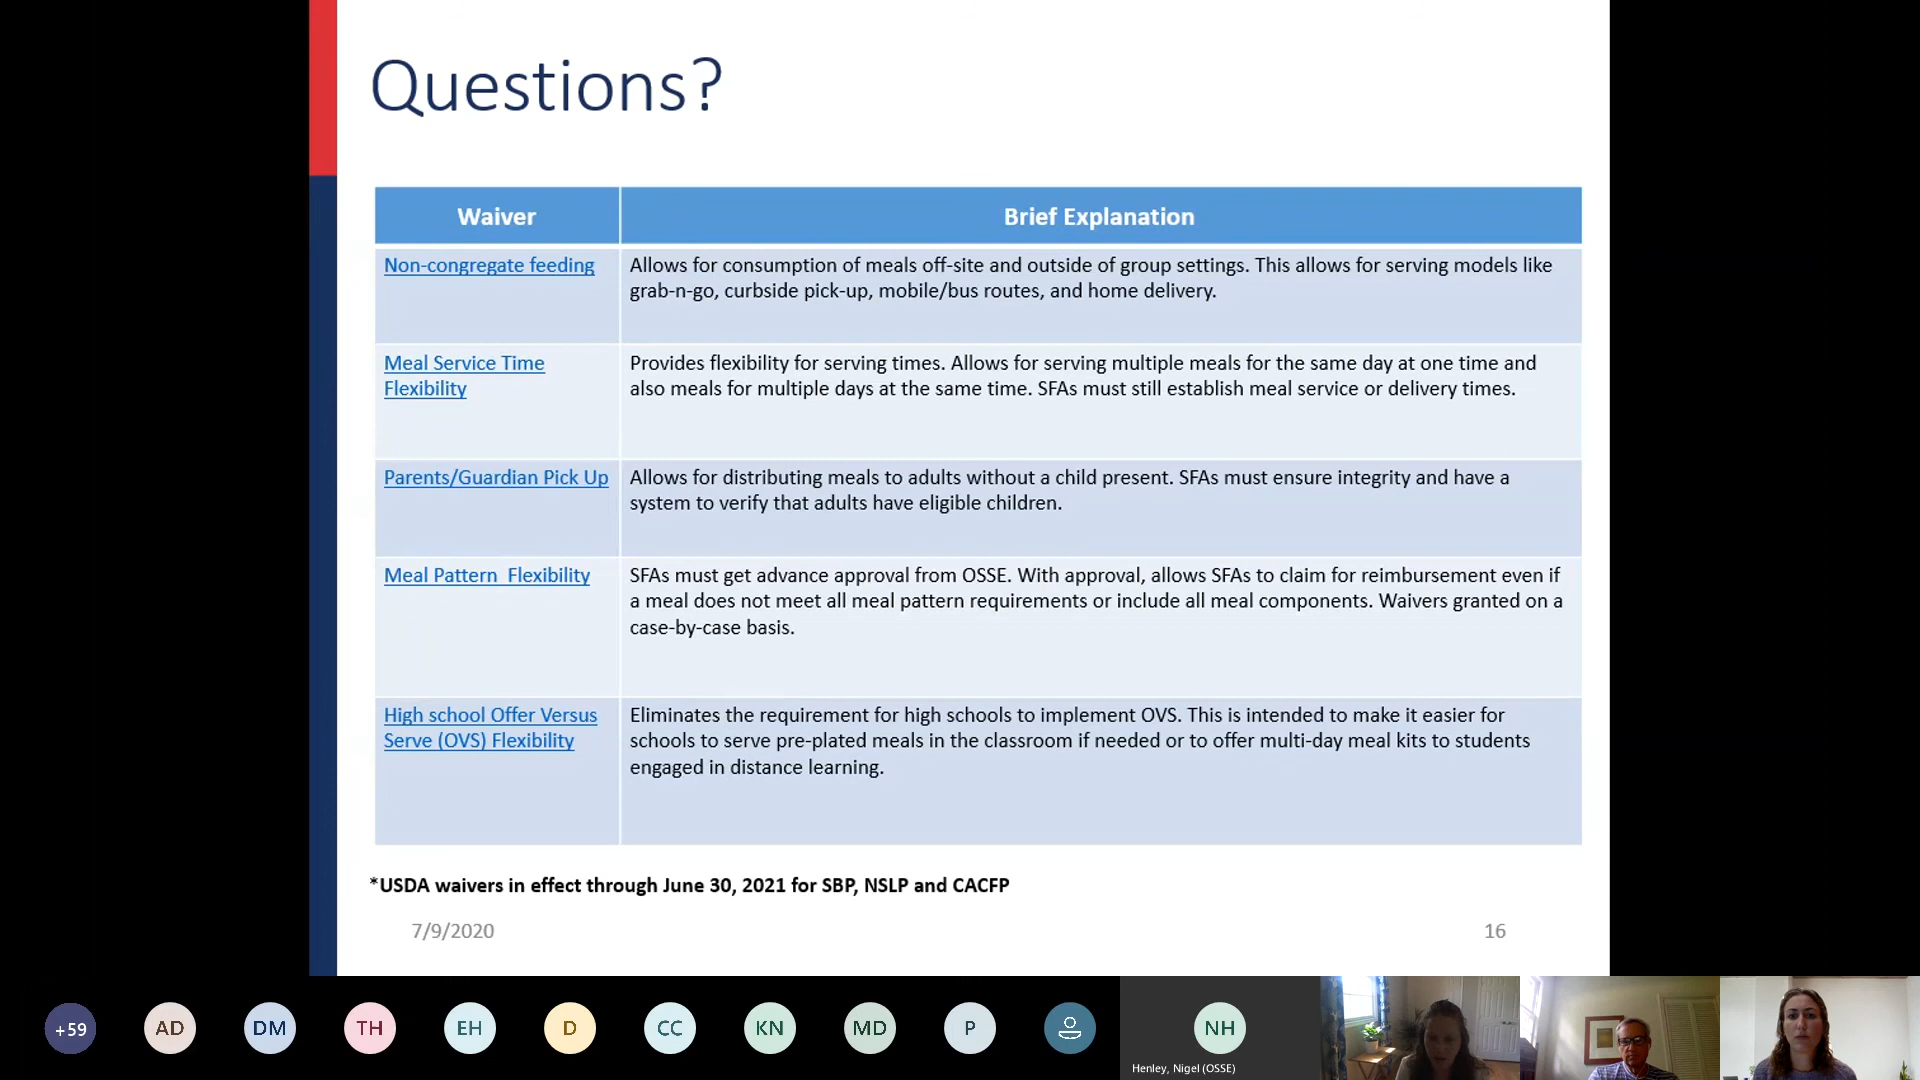 Questions?
Waiver
Brief Explanation
Non-congregate feeding
Allows for consumption of meals off-site and outside of group settings. This allows for serving models like
grab-n-go, curbside pick-up, mobile/bus routes, and home delivery.
Meal Service Time
Flexibility
Provides flexibility for serving times. Allows for serving multiple meals for the same day at one time and
also meals for multiple days at the same time. SFAs must still establish meal service or delivery times.
Parents/Guardian Pick Up
Allows for distributing meals to adults without a child present. SFAs must ensure integrity and have a
system to verify that adults have eligible children.
Meal Pattern  Flexibility
SFAs must get advance approval from OSSE. With approval, allows SFAs to claim for reimbursement even if
a meal does not meet all meal pattern requirements or include all meal components. Waivers granted on a
case-by-case basis.
High school Offer Versus
Serve (OVS) Flexibility
Eliminates the requirement for high schools to implement OVS. This is intended to make it easier for
schools to serve pre-plated meals in the classroom if needed or to offer multi-day meal kits to students
engaged in distance learning.
*USDA waivers in effect through June 30, 2021 for SBP, NSLP and CACFP
7/9/2020
16
+59
AD
DM
TH
EH
D
CC
KN
MD
P
NH
Henley, Nigel (OSSE)